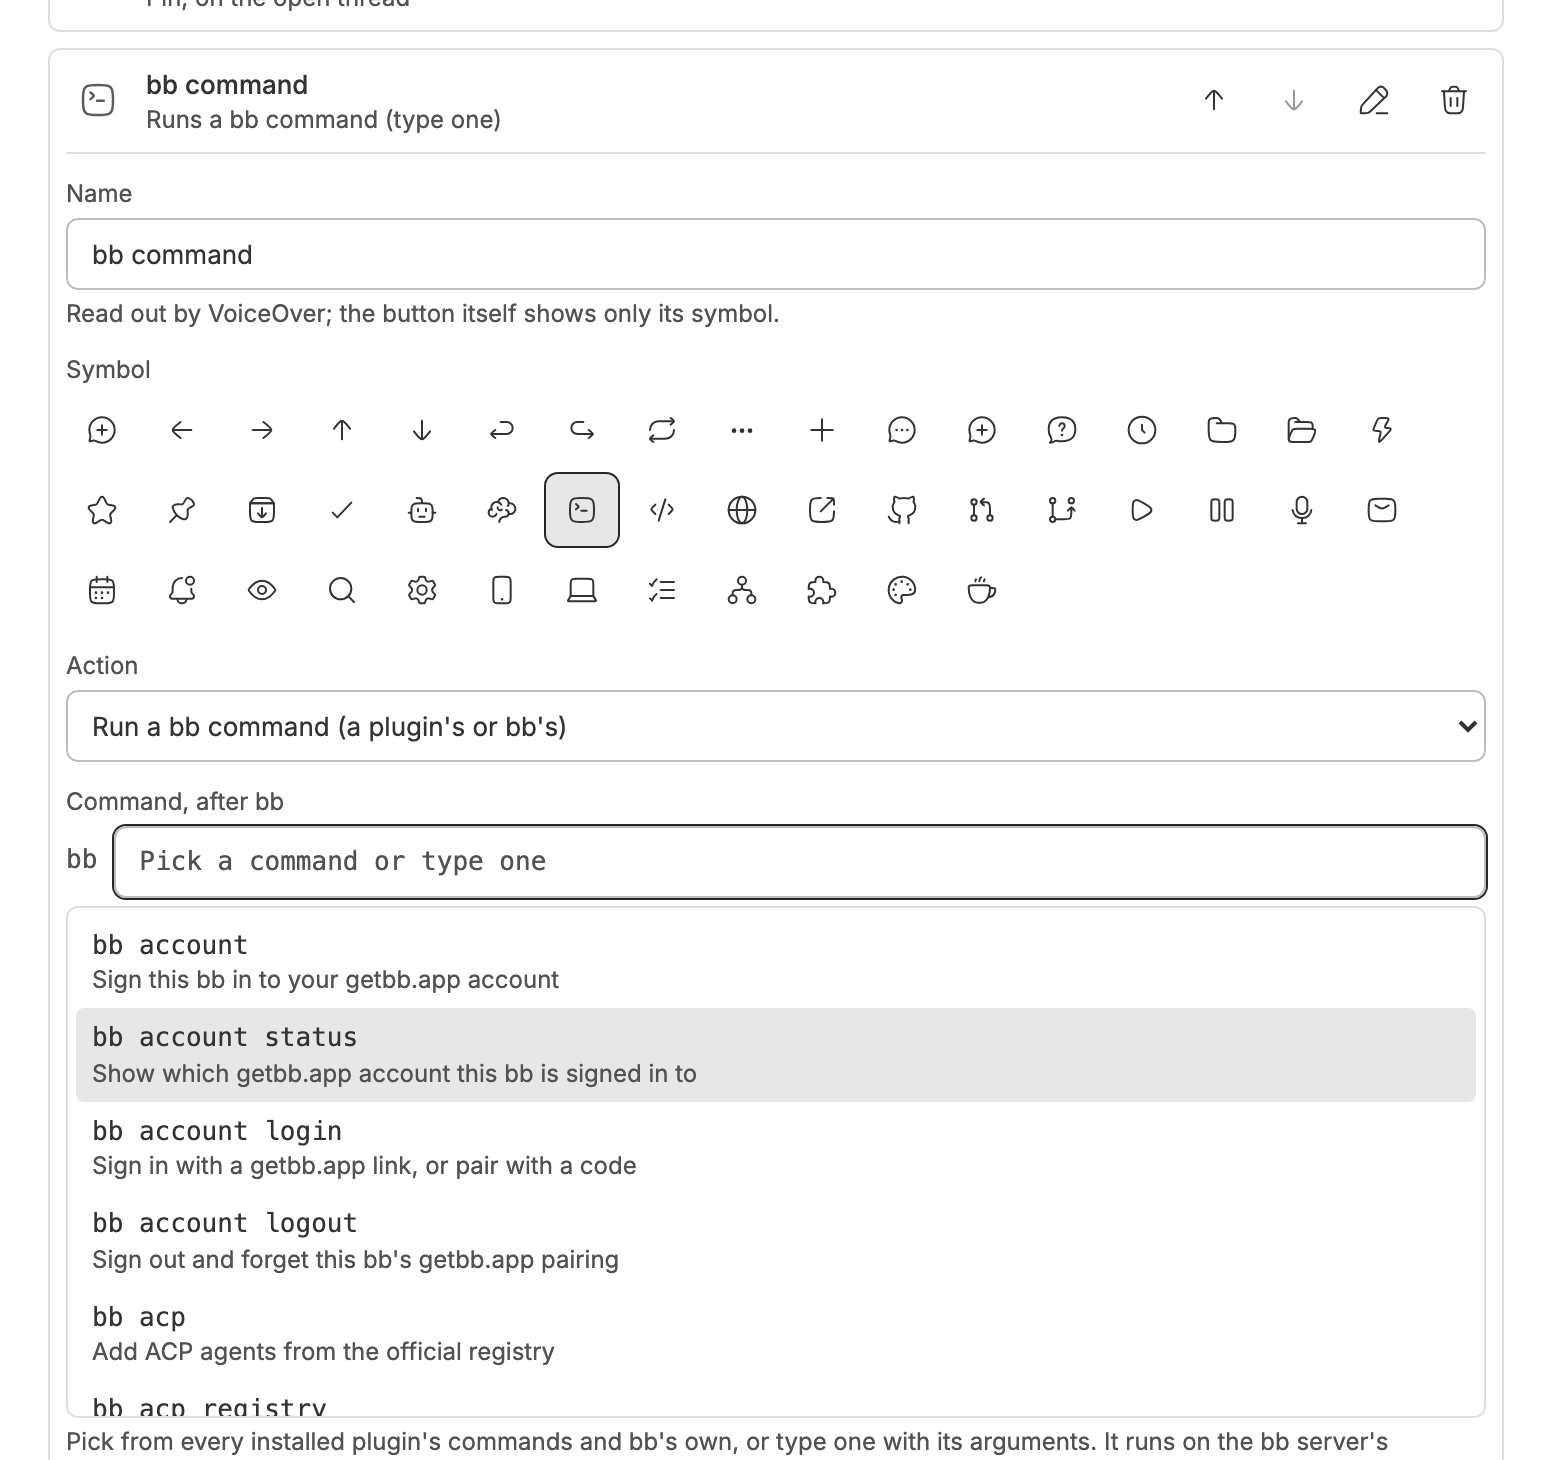 Pin, on the open thread
bb command
Runs a bb command (type one)
Name
bb command
Read out by VoiceOver; the button itself shows only its symbol.
Symbol
Action
Run a bb command (a plugin's or bb's)
Command, after bb
bb Pick a command or type one
bb account
Sign this bb in to your getbb.app account
bb account status
Show which getbb.app account this bb is signed in to
bb account login
Sign in with a getbb.app link, or pair with a code
bb account logout
Sign out and forget this bb's getbb.app pairing
bb acp
Add ACP agents from the official registry
bb acp registry
Pick from every installed plugin's commands and bb's own, or type one with its arguments. It runs on the bb server's